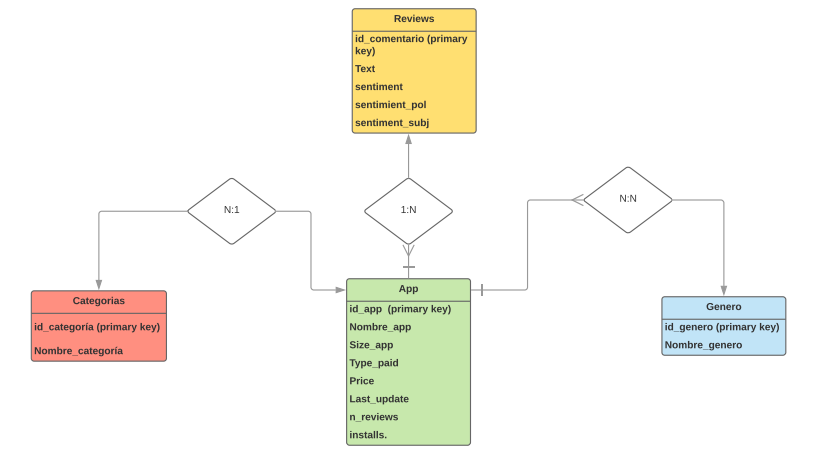 Reviews
id_comentario (primary
key)
Text
sentiment
sentimient_pol
sentiment_subj
N:1
1:N
N:N
Categorias
id_categoría (primary key)
Nombre_categoría
App
id_app (primary key)
Nombre_app
Size_app
Type_paid
Price
Last_update
n_reviews
installs.
Genero
id_genero (primary key)
Nombre_genero